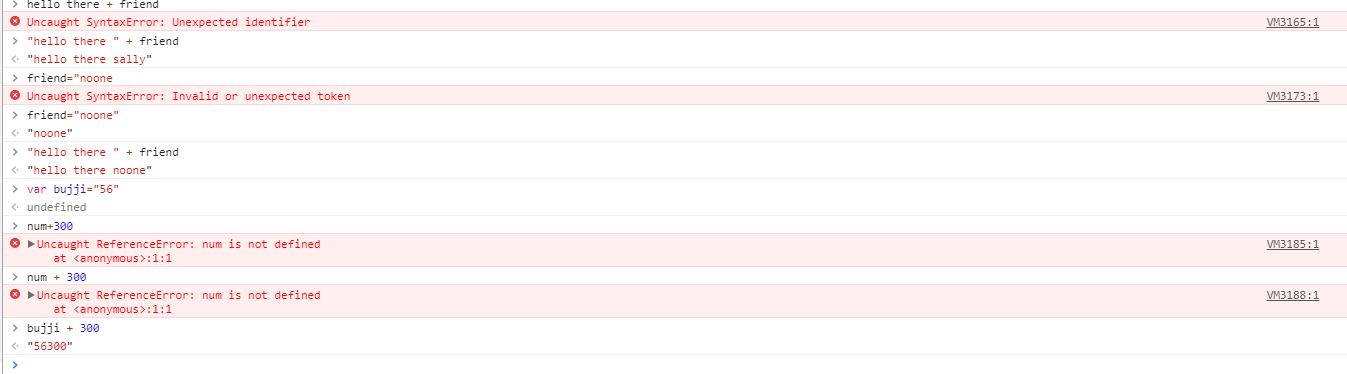 > hello there + friend
Uncaught SyntaxError: Unexpected identifier VM3165:1
> "hello there " + friend
< "hello there sally"
> friend="noone
Uncaught SyntaxError: Invalid or unexpected token VM3173:1
> friend="noone"
< "noone"
> "hello there " + friend
< "hello there noone"
> var bujji="56"
< undefined
> num+300
▶Uncaught ReferenceError: num is not defined VM3185:1
at <anonymous>:1:1
> num + 300
▶Uncaught ReferenceError: num is not defined VM3188:1
at <anonymous>:1:1
> bujji + 300
< "56300"
>